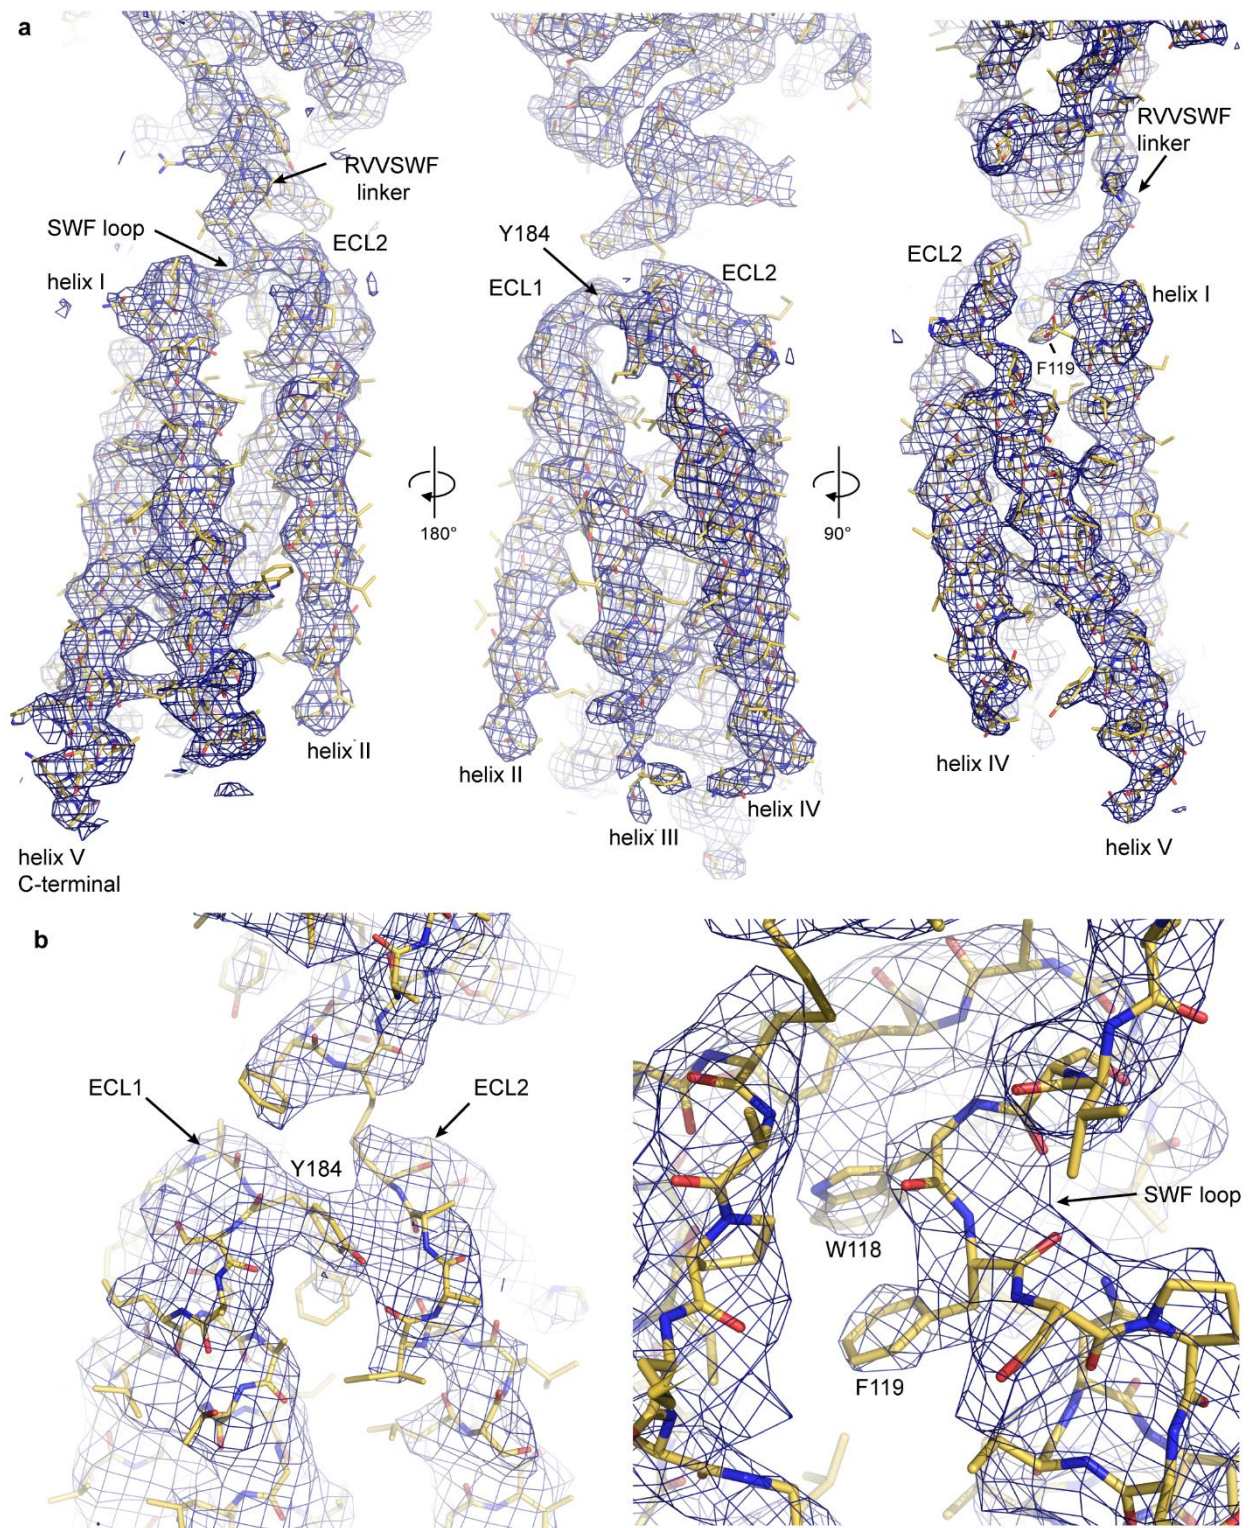 a
RVVSWF
linker
SWF loop
ECL2
helix I
helix II
helix V
C-terminal
180°
Y184
ECL1
ECL2
helix II
helix III
helix IV
90°
RVVSWF
linker
ECL2
helix I
F119
helix IV
helix V
b
ECL1
ECL2
Y184
SWF loop
W118
F119